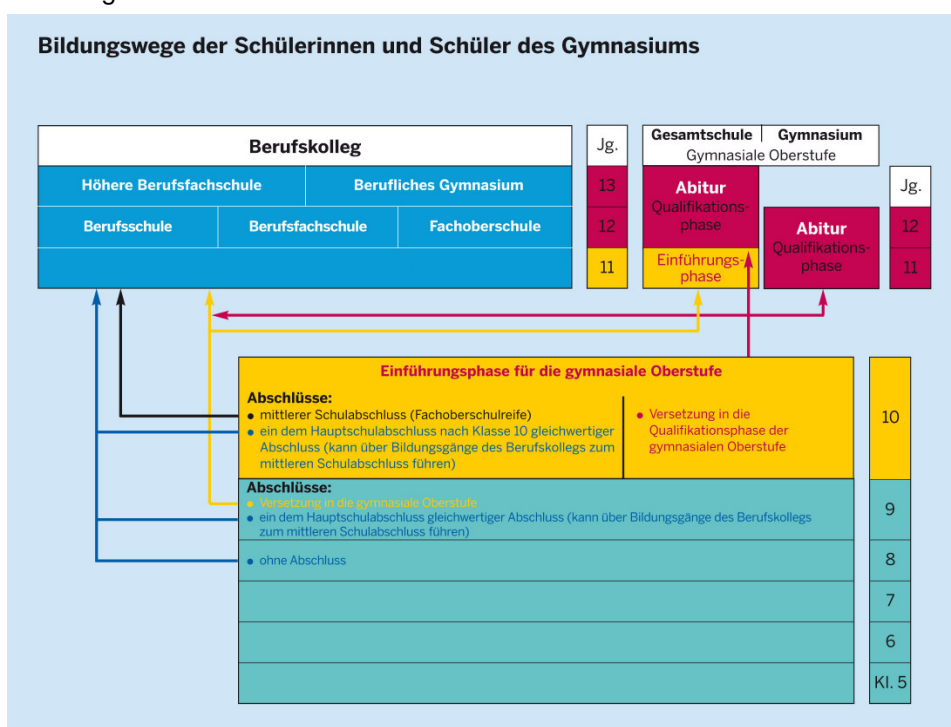 Bildungswege der Schülerinnen und Schüler des Gymnasiums
Berufskolleg
Jg.
Gesamtschule | Gymnasium
Gymnasiale Oberstufe
Höhere Berufsfachschule
Berufliches Gymnasium
13
Abitur
Qualifikations-
phase
Jg.
Berufsschule
Berufsfachschule
Fachoberschule
12
Abitur
Qualifikations-
phase
12
11
Einführungs-
phase
11
Einführungsphase für die gymnasiale Oberstufe
Abschlüsse:
• mittlerer Schulabschluss (Fachoberschulreife)
• ein dem Hauptschulabschluss nach Klasse 10 gleichwertiger
Abschluss (kann über Bildungsgänge des Berufskollegs zum
mittleren Schulabschluss führen)
• Versetzung in die
Qualifikationsphase der
gymnasialen Oberstufe
10
Abschlüsse:
• Versetzung in die gymnasiale Oberstufe
• ein dem Hauptschulabschluss gleichwertiger Abschluss (kann über Bildungsgänge des Berufskollegs
zum mittleren Schulabschluss führen)
9
• ohne Abschluss
8
7
6
Kl. 5